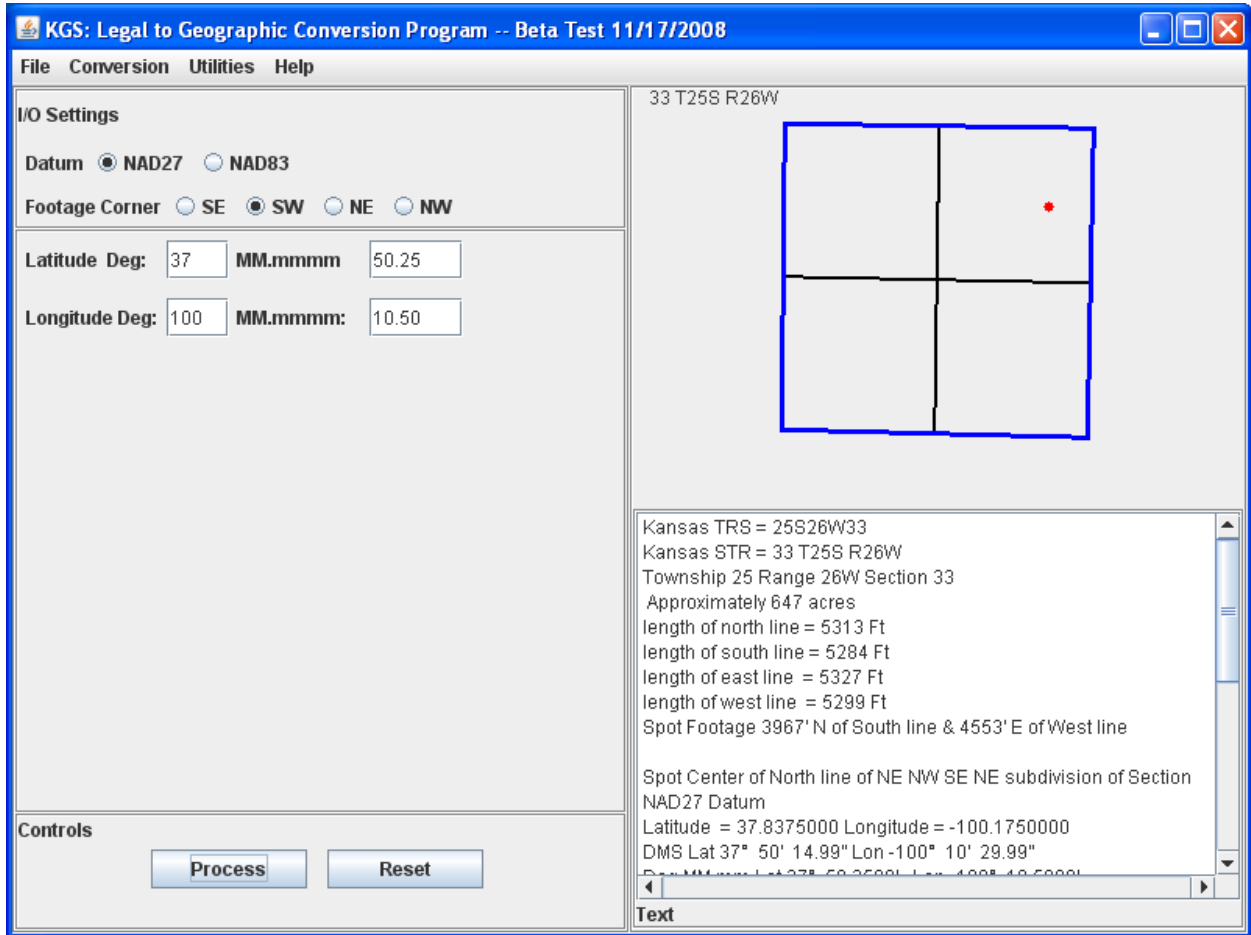 KGS: Legal to Geographic Conversion Program -- Beta Test 11/17/2008
File Conversion Utilities Help
I/O Settings
Datum NAD27 NAD83
Footage Corner SE SW NE NW
Latitude Deg: 37 MM.mmmm 50.25
Longitude Deg: 100 MM.mmmm: 10.50
Controls
Process Reset
33 T25S R26W
Kansas TRS = 25S26W33
Kansas STR = 33 T25S R26W
Township 25 Range 26W Section 33
Approximately 647 acres
length of north line = 5313 Ft
length of south line = 5284 Ft
length of east line = 5327 Ft
length of west line = 5299 Ft
Spot Footage 3967' N of South line & 4553' E of West line
Spot Center of North line of NE NW SE NE subdivision of Section
NAD27 Datum
Latitude = 37.8375000 Longitude = -100.1750000
DMS Lat 37° 50' 14.99" Lon -100° 10' 29.99"
Text